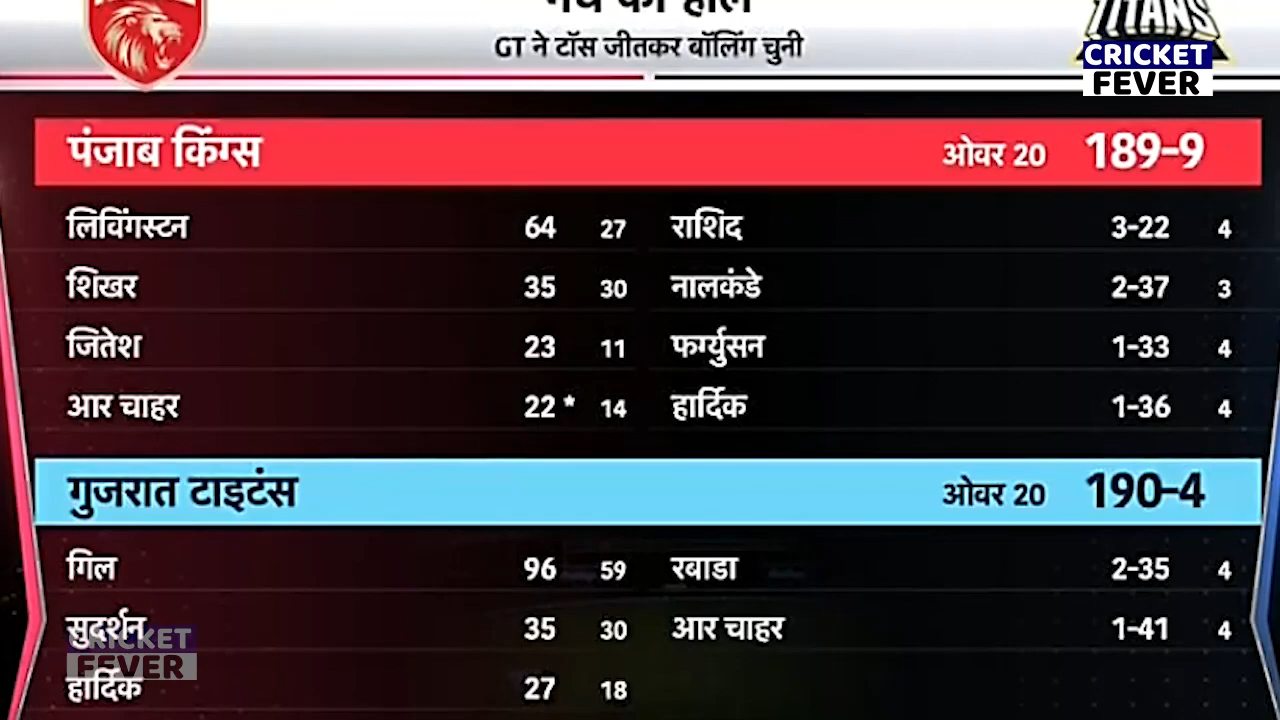 मैच का हाल
GT ने टॉस जीतकर बॉलिंग चुनी
TITANS
CRICKET
FEVER
पंजाब किंग्स ओवर 20 189-9
लिविंगस्टन 64 27 राशिद 3-22 4
शिखर 35 30 नालकंडे 2-37 3
जितेश 23 11 फर्ग्युसन 1-33 4
आर चाहर 22 * 14 हार्दिक 1-36 4
गुजरात टाइटंस ओवर 20 190-4
गिल 96 59 रबाडा 2-35 4
सुदर्शन 35 30 आर चाहर 1-41 4
CRICKET
FEVER
हार्दिक 27 18